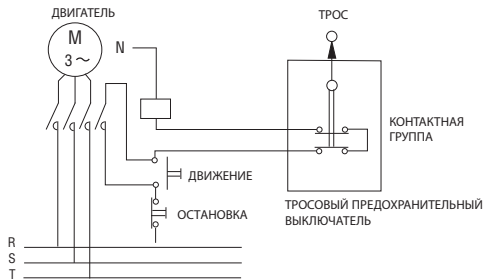 ДВИГАТЕЛЬ
ТРОС
M
3 ~
N
КОНТАКТНАЯ
ГРУППА
ДВИЖЕНИЕ
ОСТАНОВКА
ТРОСОВЫЙ ПРЕДОХРАНИТЕЛЬНЫЙ
ВЫКЛЮЧАТЕЛЬ
R
S
T